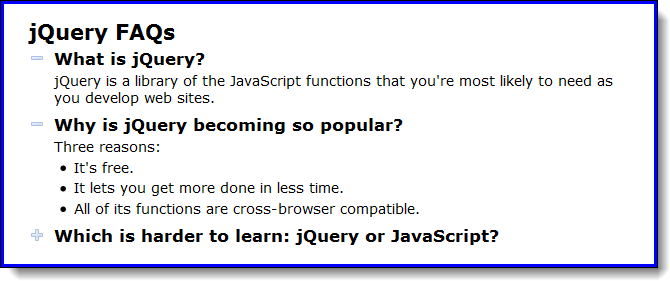 jQuery FAQs
What is jQuery?
jQuery is a library of the JavaScript functions that you're most likely to need as
you develop web sites.
Why is jQuery becoming so popular?
Three reasons:
• It's free.
• It lets you get more done in less time.
• All of its functions are cross-browser compatible.
Which is harder to learn: jQuery or JavaScript?